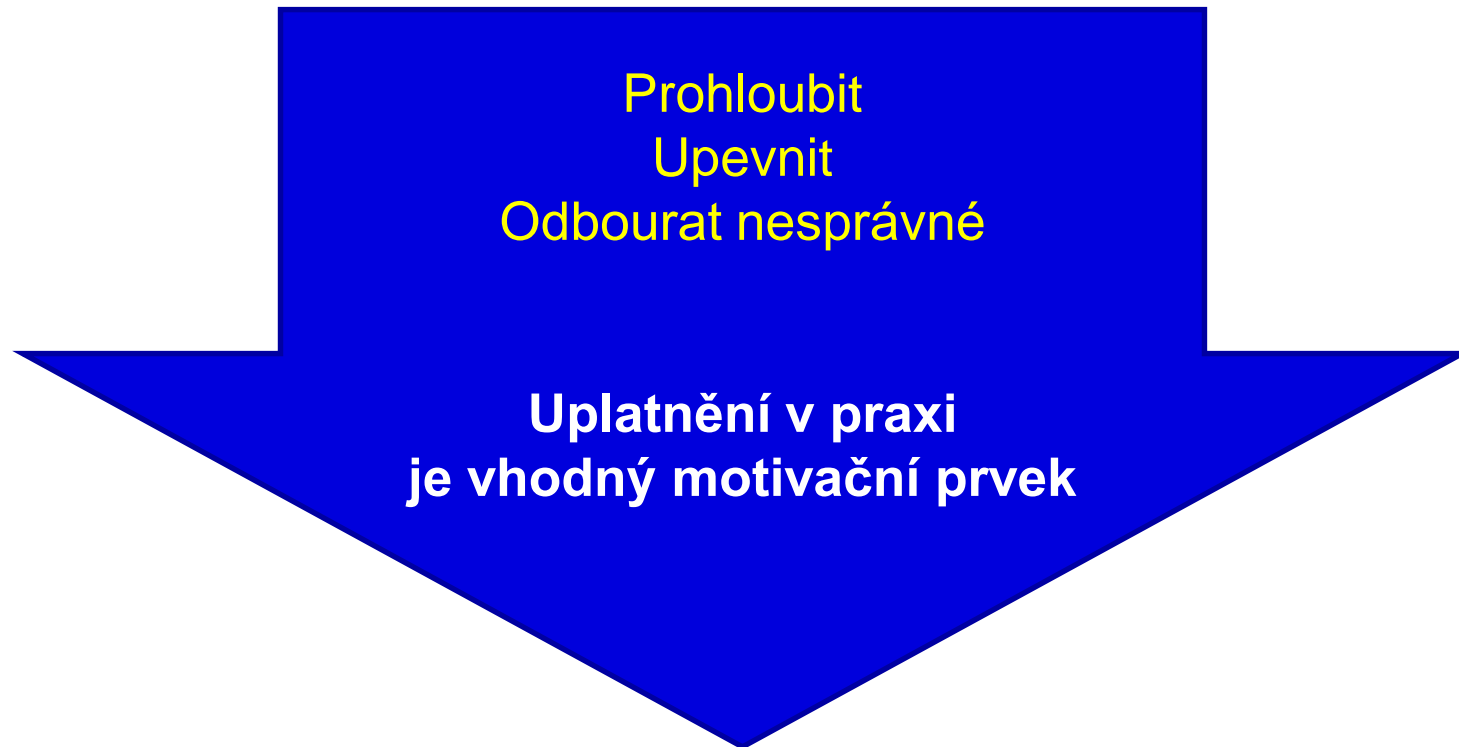 Prohloubit
Upevnit
Odbourat nesprávné
Uplatnění v praxi
je vhodný motivační prvek